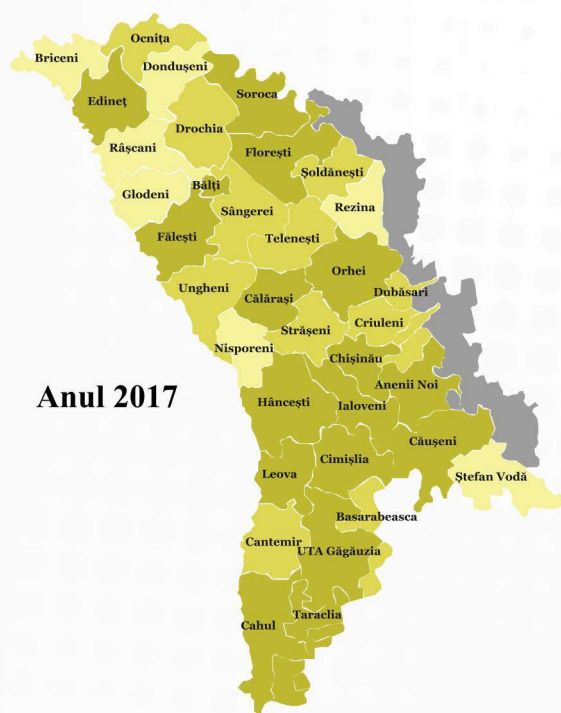 Ocnița
Briceni
Dondușeni
Edineț
Soroca
Drochia
Râșcani
Florești
Șoldănești
Bălți
Glodeni
Sângerei
Rezina
Fălești
Telenești
Orhei
Ungheni
Călărași
Dubăsari
Criuleni
Strășeni
Nisporeni
Chișinău
Anenii Noi
Anul 2017
Hâncești
Ialoveni
Căușeni
Cimișlia
Leova
Ștefan Vodă
Basarabeasca
Cantemir
UTA Găgăuzia
Taraclia
Cahul